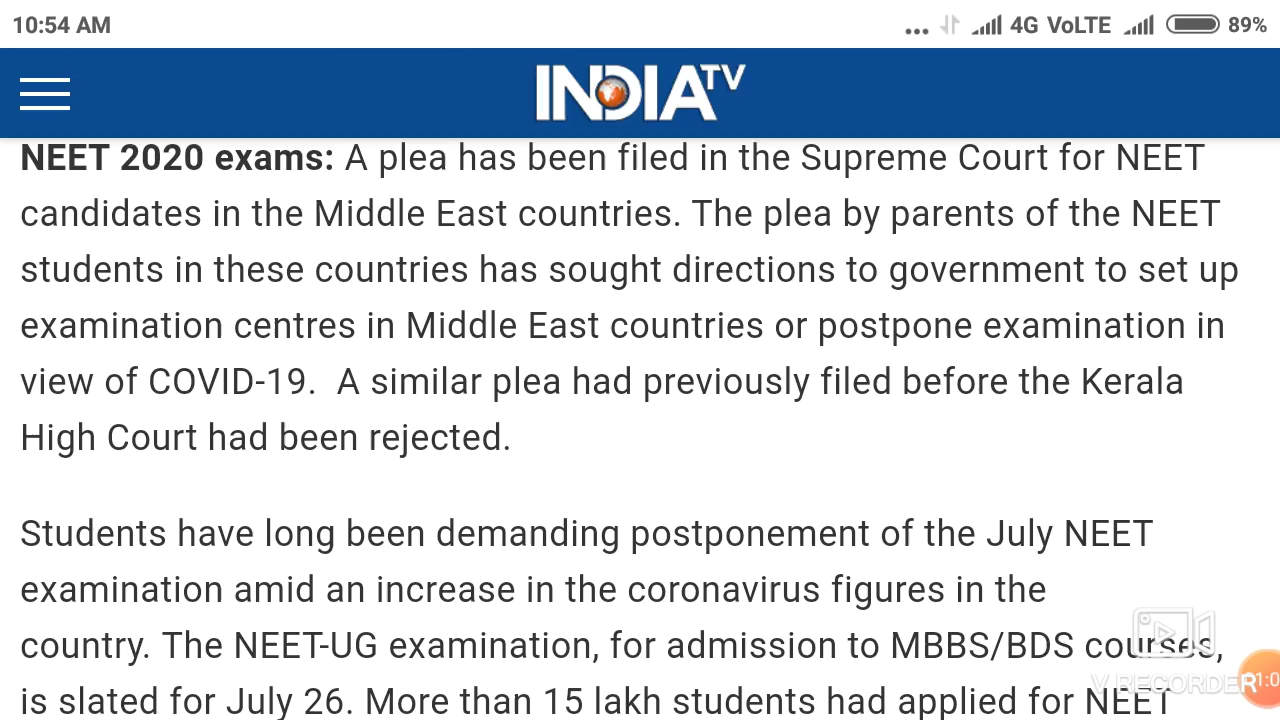 10:54 AM
... 4G VoLTE 89%
INDIA TV
NEET 2020 exams: A plea has been filed in the Supreme Court for NEET
candidates in the Middle East countries. The plea by parents of the NEET
students in these countries has sought directions to government to set up
examination centres in Middle East countries or postpone examination in
view of COVID-19.  A similar plea had previously filed before the Kerala
High Court had been rejected.
Students have long been demanding postponement of the July NEET
examination amid an increase in the coronavirus figures in the
country. The NEET-UG examination, for admission to MBBS/BDS courses,
V RECORDER
is slated for July 26. More than 15 lakh students had applied for NEET